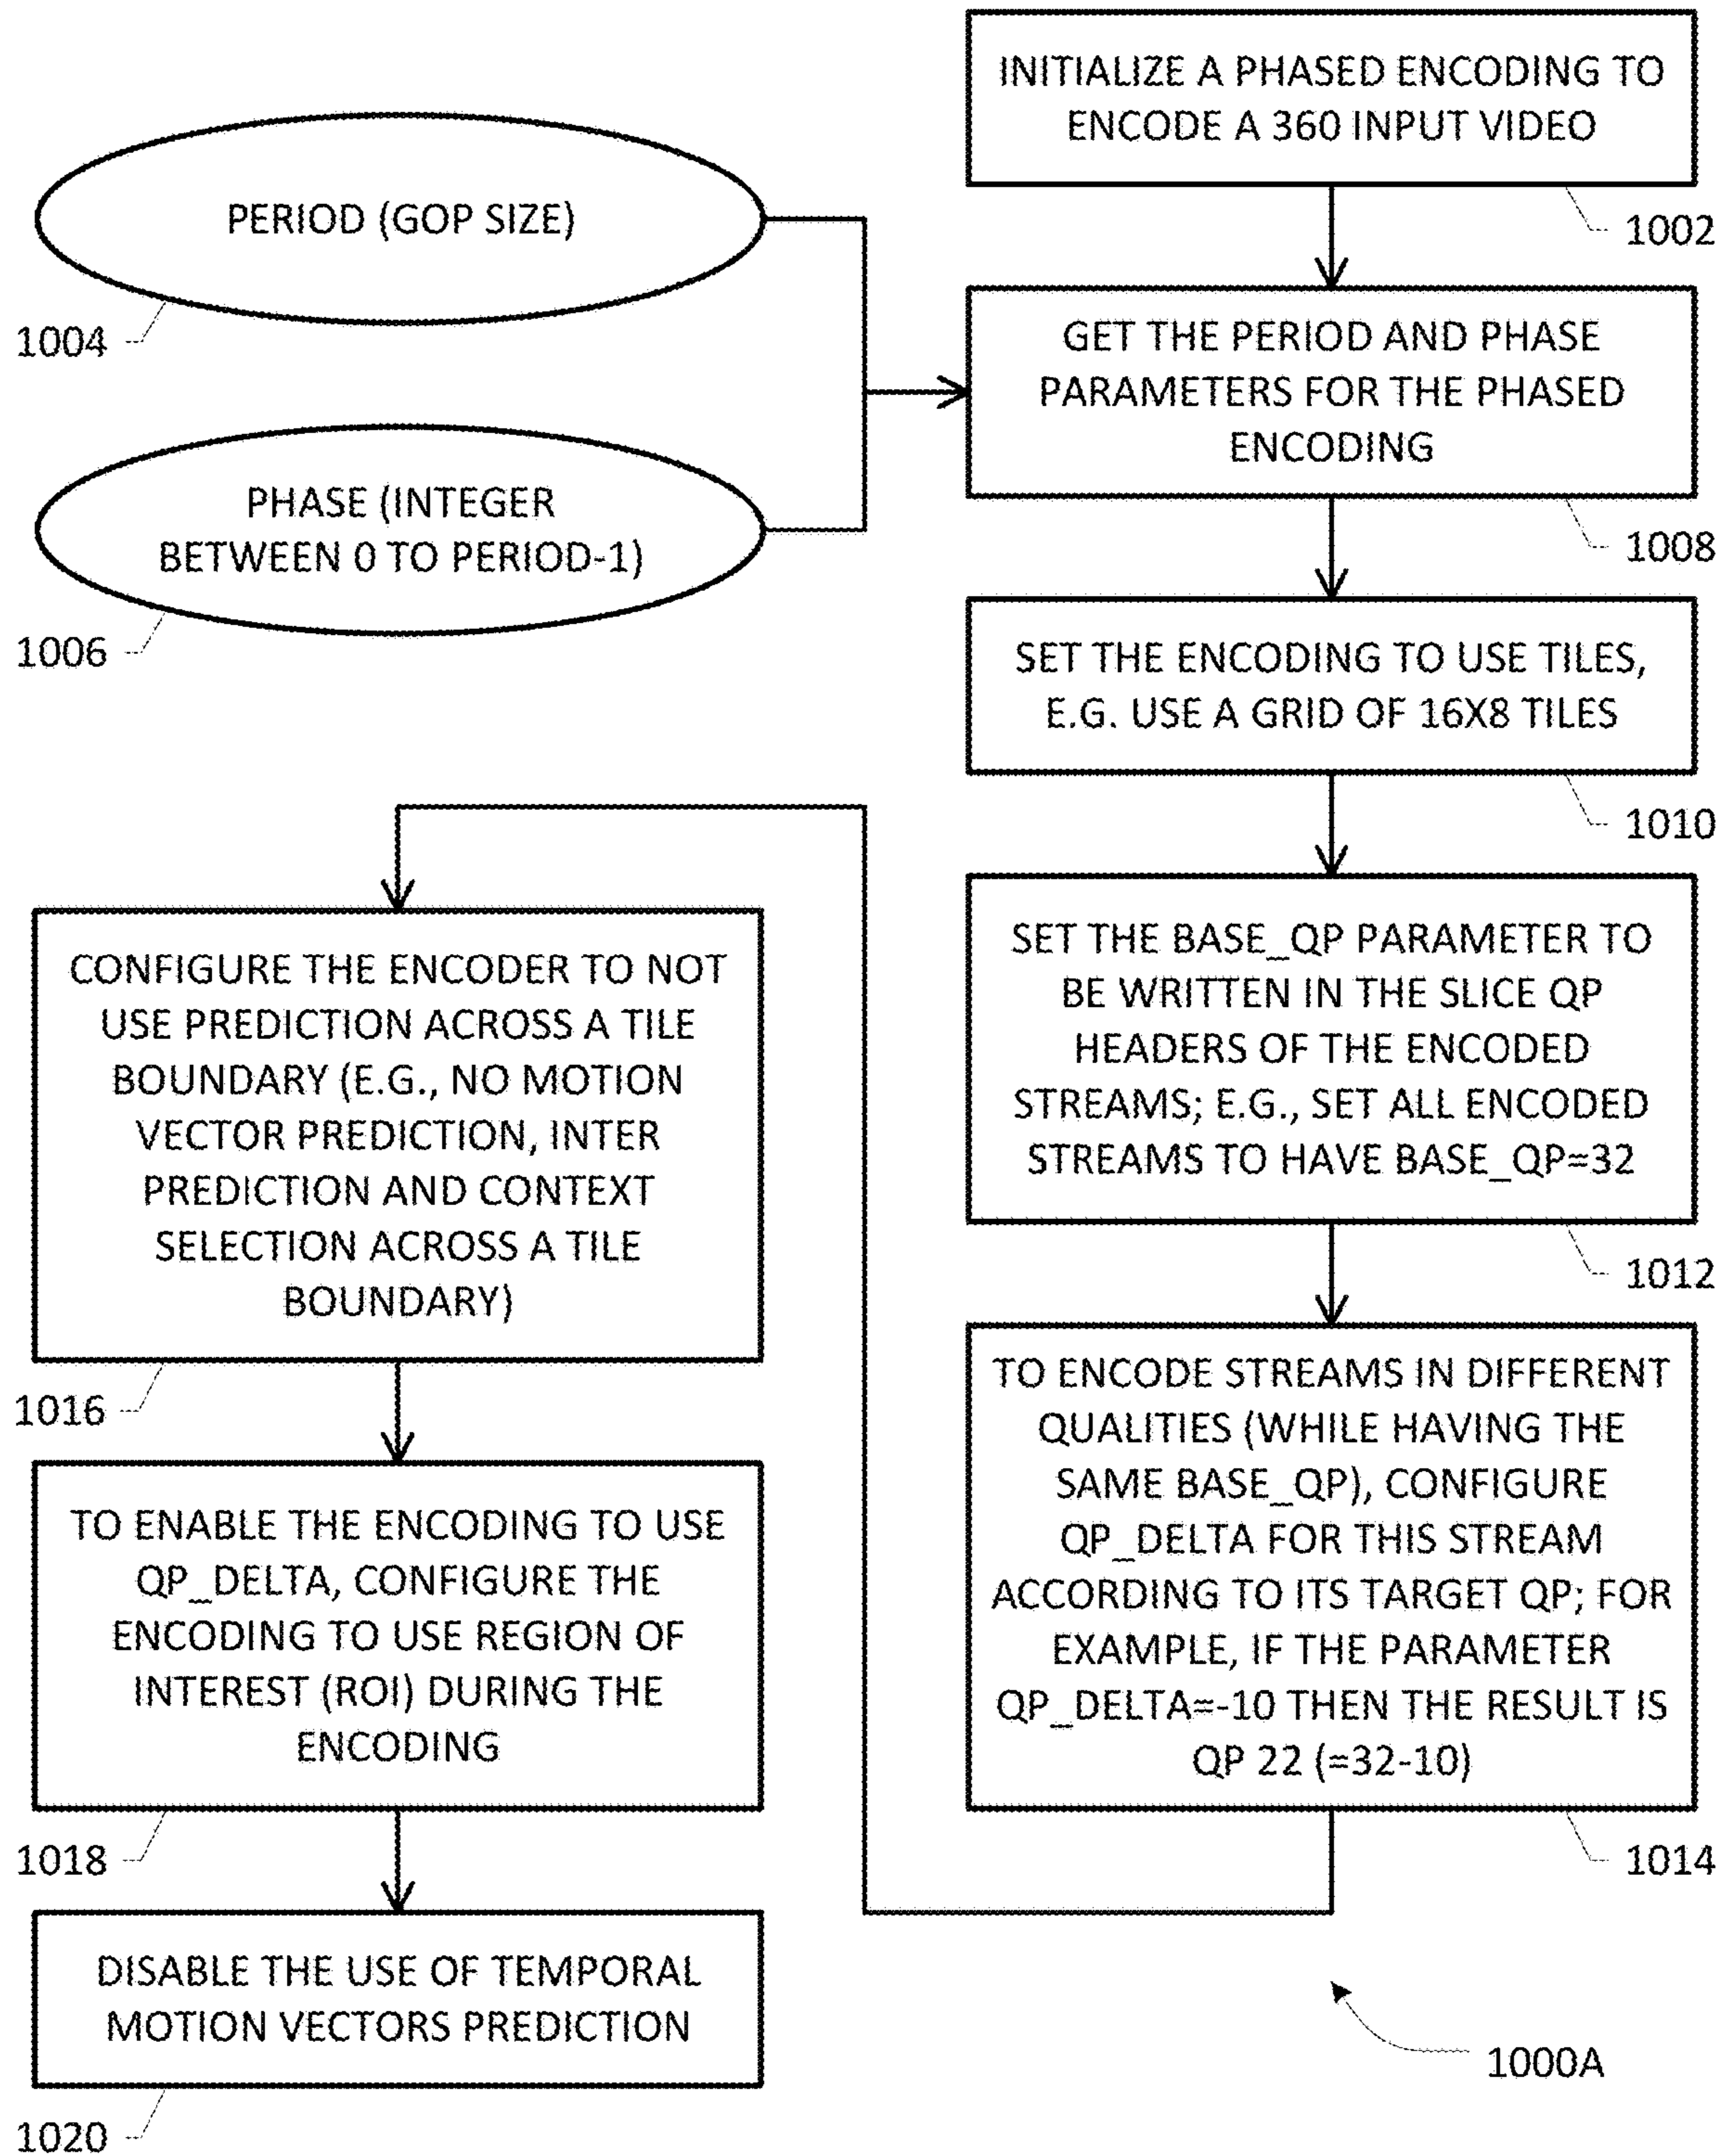 INITIALIZE A PHASED ENCODING TO
ENCODE A 360 INPUT VIDEO
1002
PERIOD (GOP SIZE)
1004
PHASE (INTEGER
BETWEEN 0 TO PERIOD-1)
1006
GET THE PERIOD AND PHASE
PARAMETERS FOR THE PHASED
ENCODING
1008
SET THE ENCODING TO USE TILES,
E.G. USE A GRID OF 16X8 TILES
1010
SET THE BASE_QP PARAMETER TO
BE WRITTEN IN THE SLICE QP
HEADERS OF THE ENCODED
STREAMS; E.G., SET ALL ENCODED
STREAMS TO HAVE BASE_QP=32
1012
TO ENCODE STREAMS IN DIFFERENT
QUALITIES (WHILE HAVING THE
SAME BASE_QP), CONFIGURE
QP_DELTA FOR THIS STREAM
ACCORDING TO ITS TARGET QP; FOR
EXAMPLE, IF THE PARAMETER
QP_DELTA=-10 THEN THE RESULT IS
QP 22 (=32-10)
1014
CONFIGURE THE ENCODER TO NOT
USE PREDICTION ACROSS A TILE
BOUNDARY (E.G., NO MOTION
VECTOR PREDICTION, INTER
PREDICTION AND CONTEXT
SELECTION ACROSS A TILE
BOUNDARY)
1016
TO ENABLE THE ENCODING TO USE
QP_DELTA, CONFIGURE THE
ENCODING TO USE REGION OF
INTEREST (ROI) DURING THE
ENCODING
1018
DISABLE THE USE OF TEMPORAL
MOTION VECTORS PREDICTION
1020
1000A